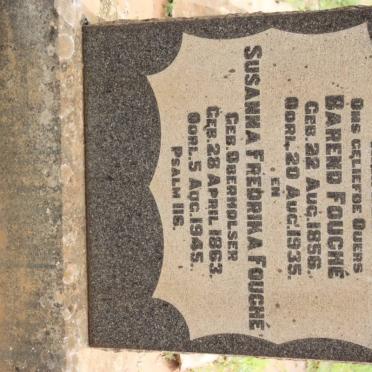 Ons geliefde Ouers
Barend Fouché
Geb. 22 Aug. 1856.
Oorl. 20 Aug. 1935.
en
Susanna Fredrika Fouché,
Geb. Oberholser
Geb. 28 April 1863.
Oorl. 5 Aug. 1945.
Psalm 116.